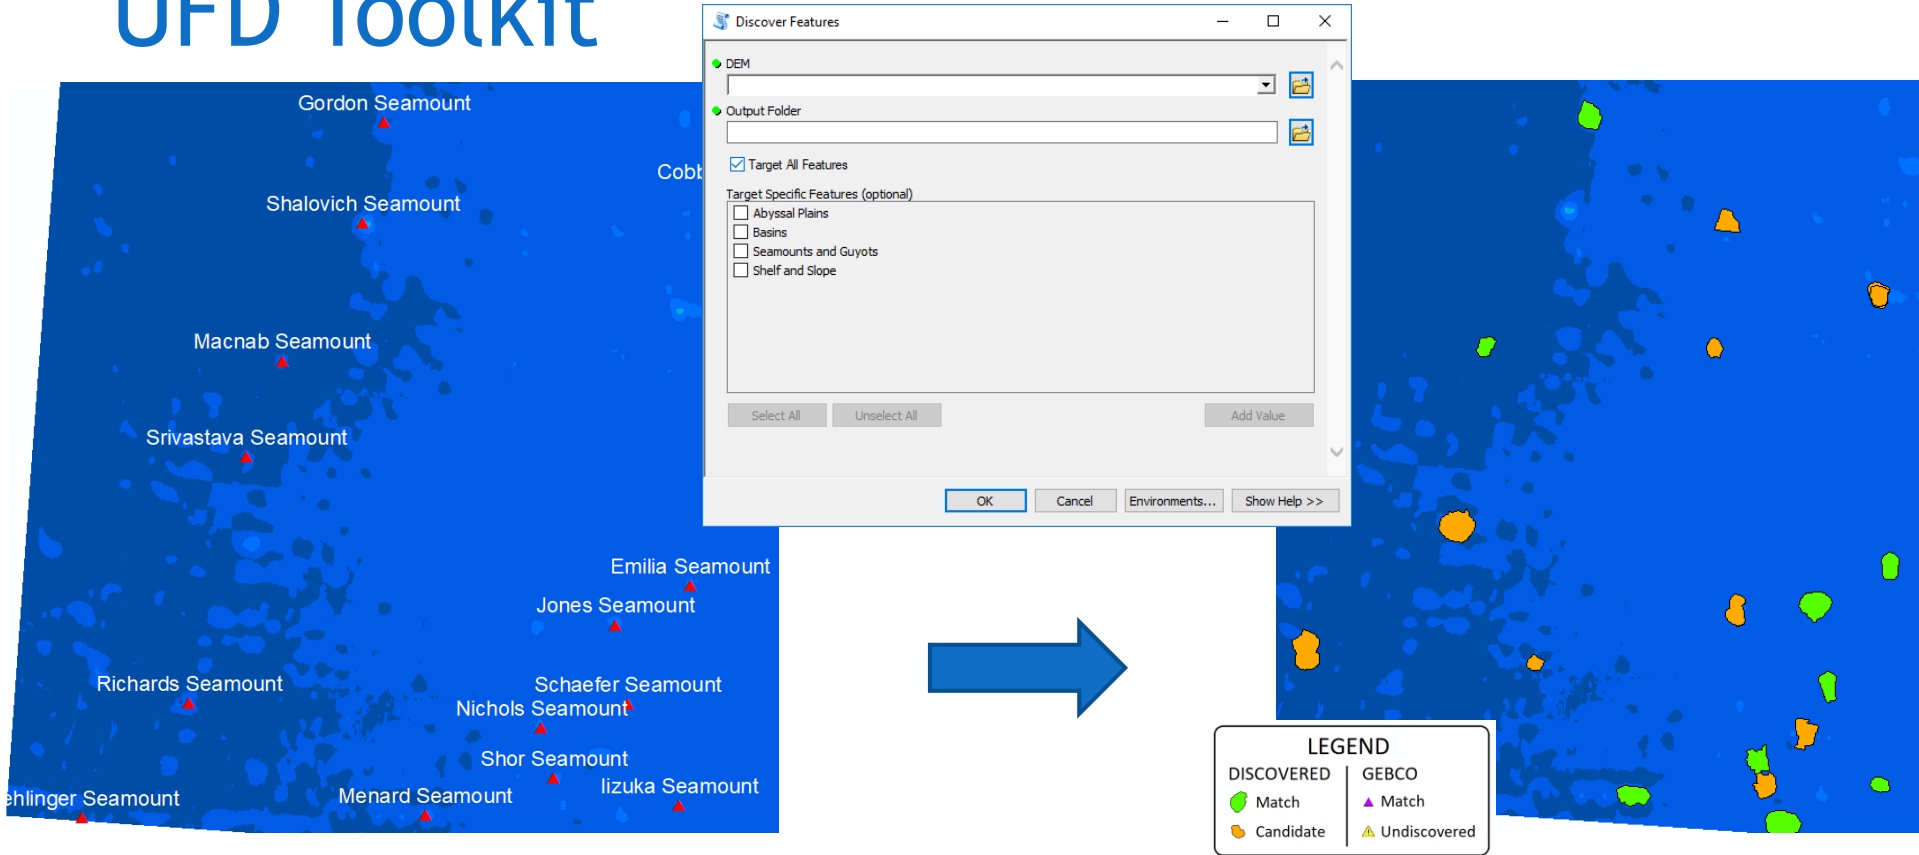 UFD Toolkit
Gordon Seamount
Cobb
Shalovich Seamount
Macnab Seamount
Srivastava Seamount
Emilia Seamount
Jones Seamount
Richards Seamount
Schaefer Seamount
Nichols Seamount
Shor Seamount
Iizuka Seamount
Menard Seamount
ehlinger Seamount
Discover Features
DEM
Output Folder
Target All Features
Target Specific Features (optional)
Abyssal Plains
Basins
Seamounts and Guyots
Shelf and Slope
Select All
Unselect All
Add Value
OK
Cancel
Environments...
Show Help >>
LEGEND
DISCOVERED
GEBCO
Match
Match
Candidate
Undiscovered